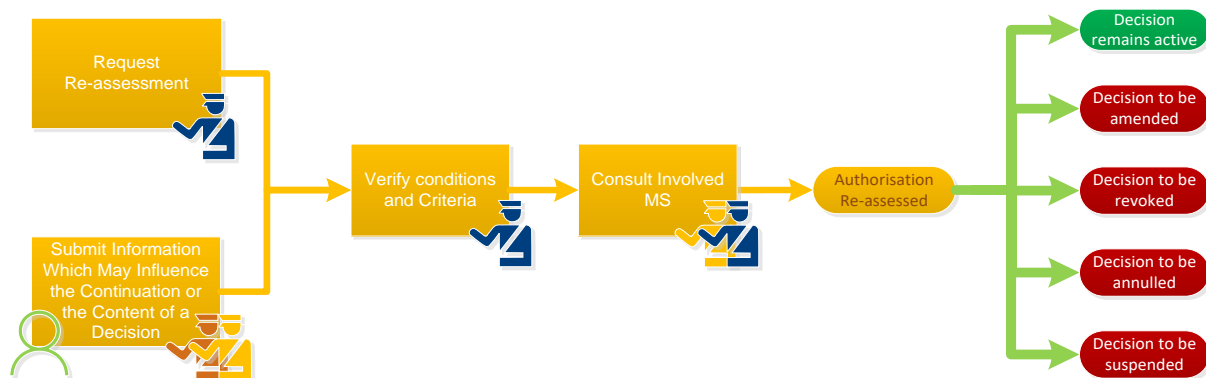 Request
Re-assessment
Submit Information
Which May Influence
the Continuation or
the Content of a
Decision
Verify conditions
and Criteria
Consult Involved
MS
Authorisation
Re-assessed
Decision
remains active
Decision to be
amended
Decision to be
revoked
Decision to be
annulled
Decision to be
suspended